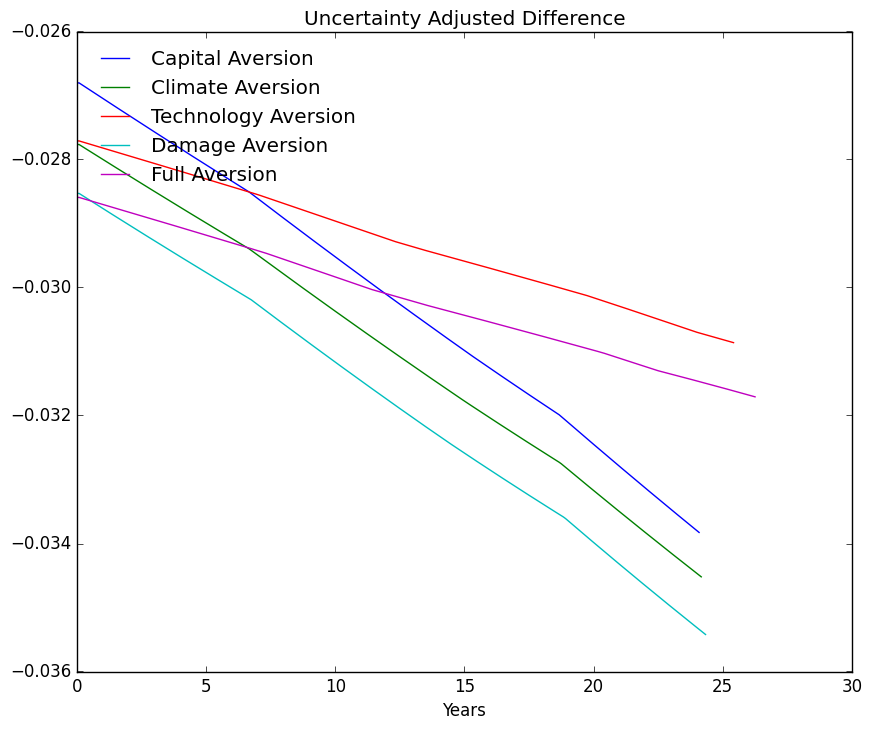 Uncertainty Adjusted Difference
−0.026
−0.028
−0.030
−0.032
−0.034
−0.036
Capital Aversion
Climate Aversion
Technology Aversion
Damage Aversion
Full Aversion
0 5 10 15 20 25 30
Years